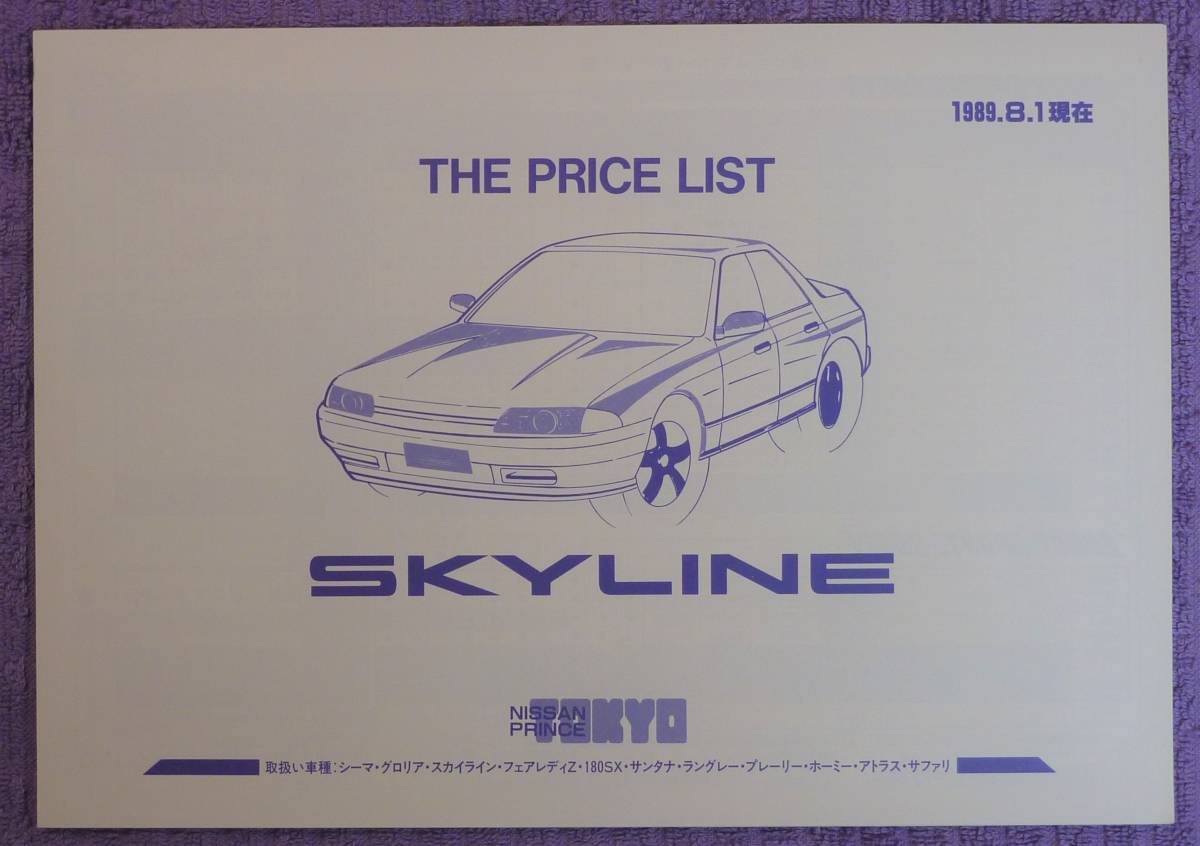 1989.8.1現在
THE PRICE LIST
SKYLINE
NISSAN
PRINCE TOKYO
取扱い車種:シーマ・グロリア・スカイライン・フェアレディZ・180SX・サンタナ・ラングレー・プレーリー・ホーミー・アトラス・サファリ